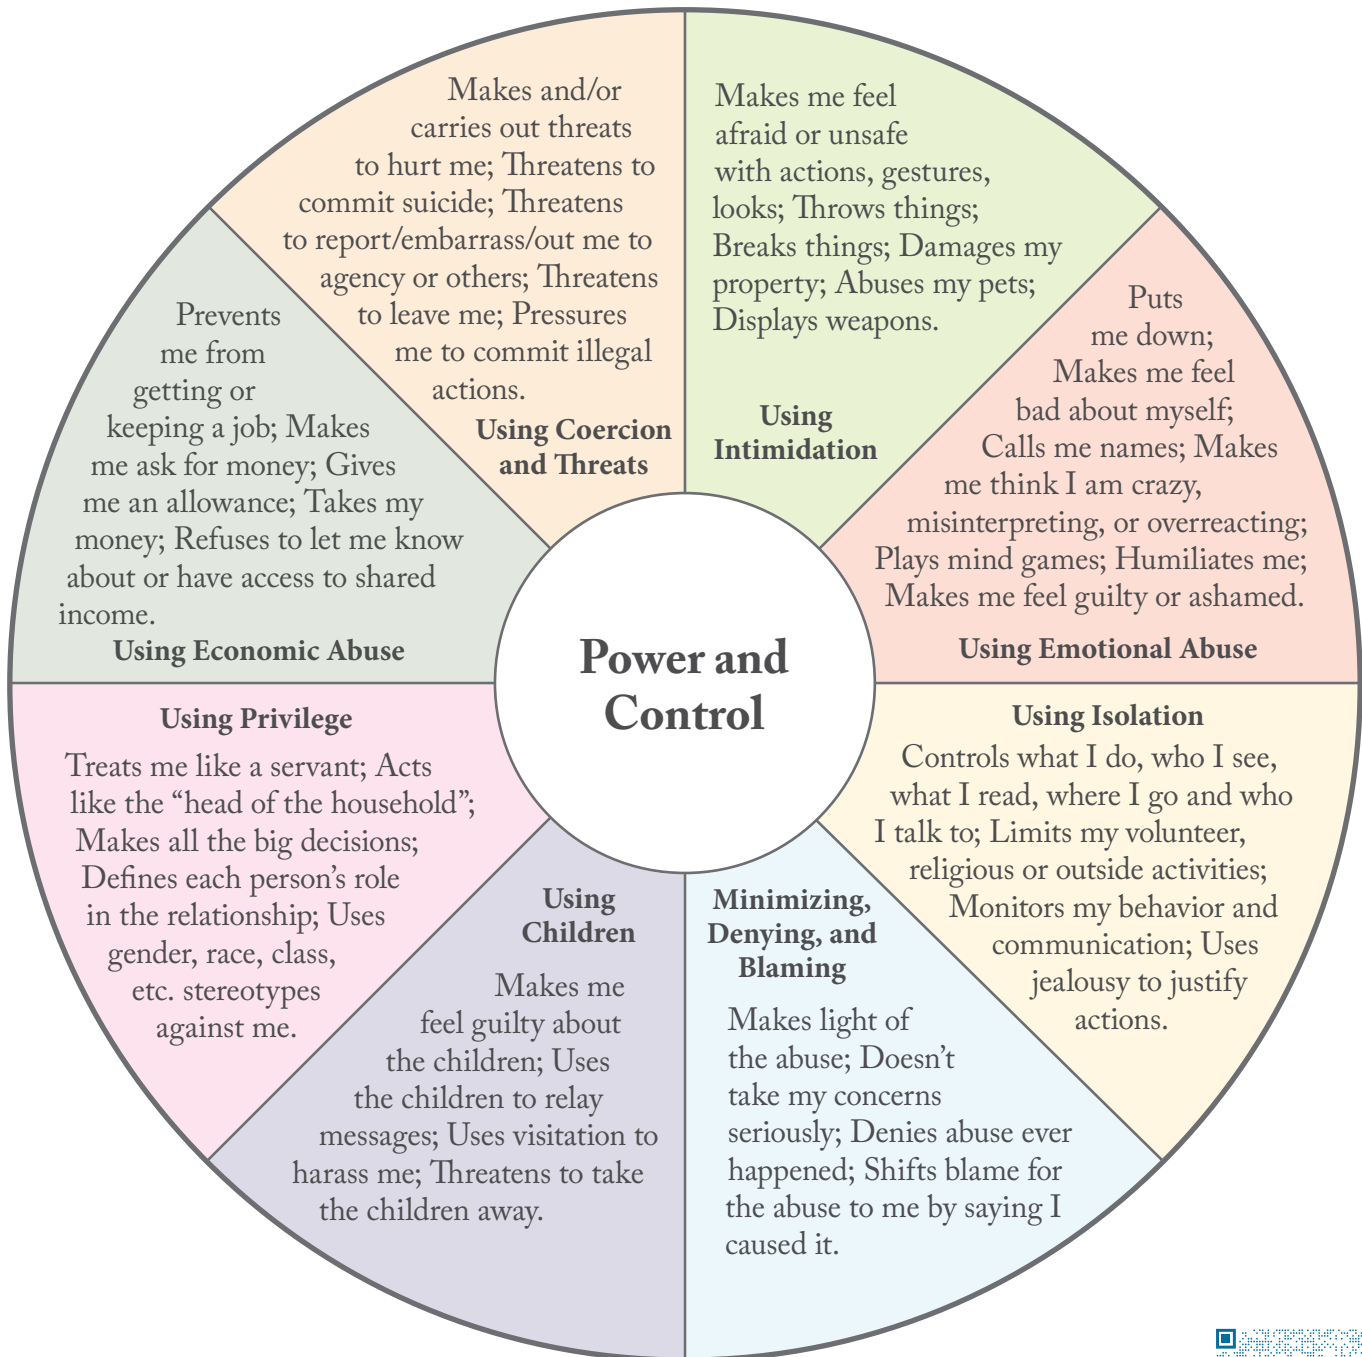 Makes and/or
carries out threats
to hurt me; Threatens to
commit suicide; Threatens
to report/embarrass/out me to
agency or others; Threatens
to leave me; Pressures
me to commit illegal
actions.
Using Coercion
and Threats
Makes me feel
afraid or unsafe
with actions, gestures,
looks; Throws things;
Breaks things; Damages my
property; Abuses my pets;
Displays weapons.
Using
Intimidation
Puts
me down;
Makes me feel
bad about myself;
Calls me names; Makes
me think I am crazy,
misinterpreting, or overreacting;
Plays mind games; Humiliates me;
Makes me feel guilty or ashamed.
Using Emotional Abuse
Prevents
me from
getting or
keeping a job; Makes
me ask for money; Gives
me an allowance; Takes my
money; Refuses to let me know
about or have access to shared
income.
Using Economic Abuse
Power and
Control
Using Privilege
Treats me like a servant; Acts
like the “head of the household”;
Makes all the big decisions;
Defines each person’s role
in the relationship; Uses
gender, race, class,
etc. stereotypes
against me.
Using Isolation
Controls what I do, who I see,
what I read, where I go and who
I talk to; Limits my volunteer,
religious or outside activities;
Monitors my behavior and
communication; Uses
jealousy to justify
actions.
Using
Children
Makes me
feel guilty about
the children; Uses
the children to relay
messages; Uses visitation to
harass me; Threatens to take
the children away.
Minimizing,
Denying, and
Blaming
Makes light of
the abuse; Doesn’t
take my concerns
seriously; Denies abuse ever
happened; Shifts blame for
the abuse to me by saying I
caused it.